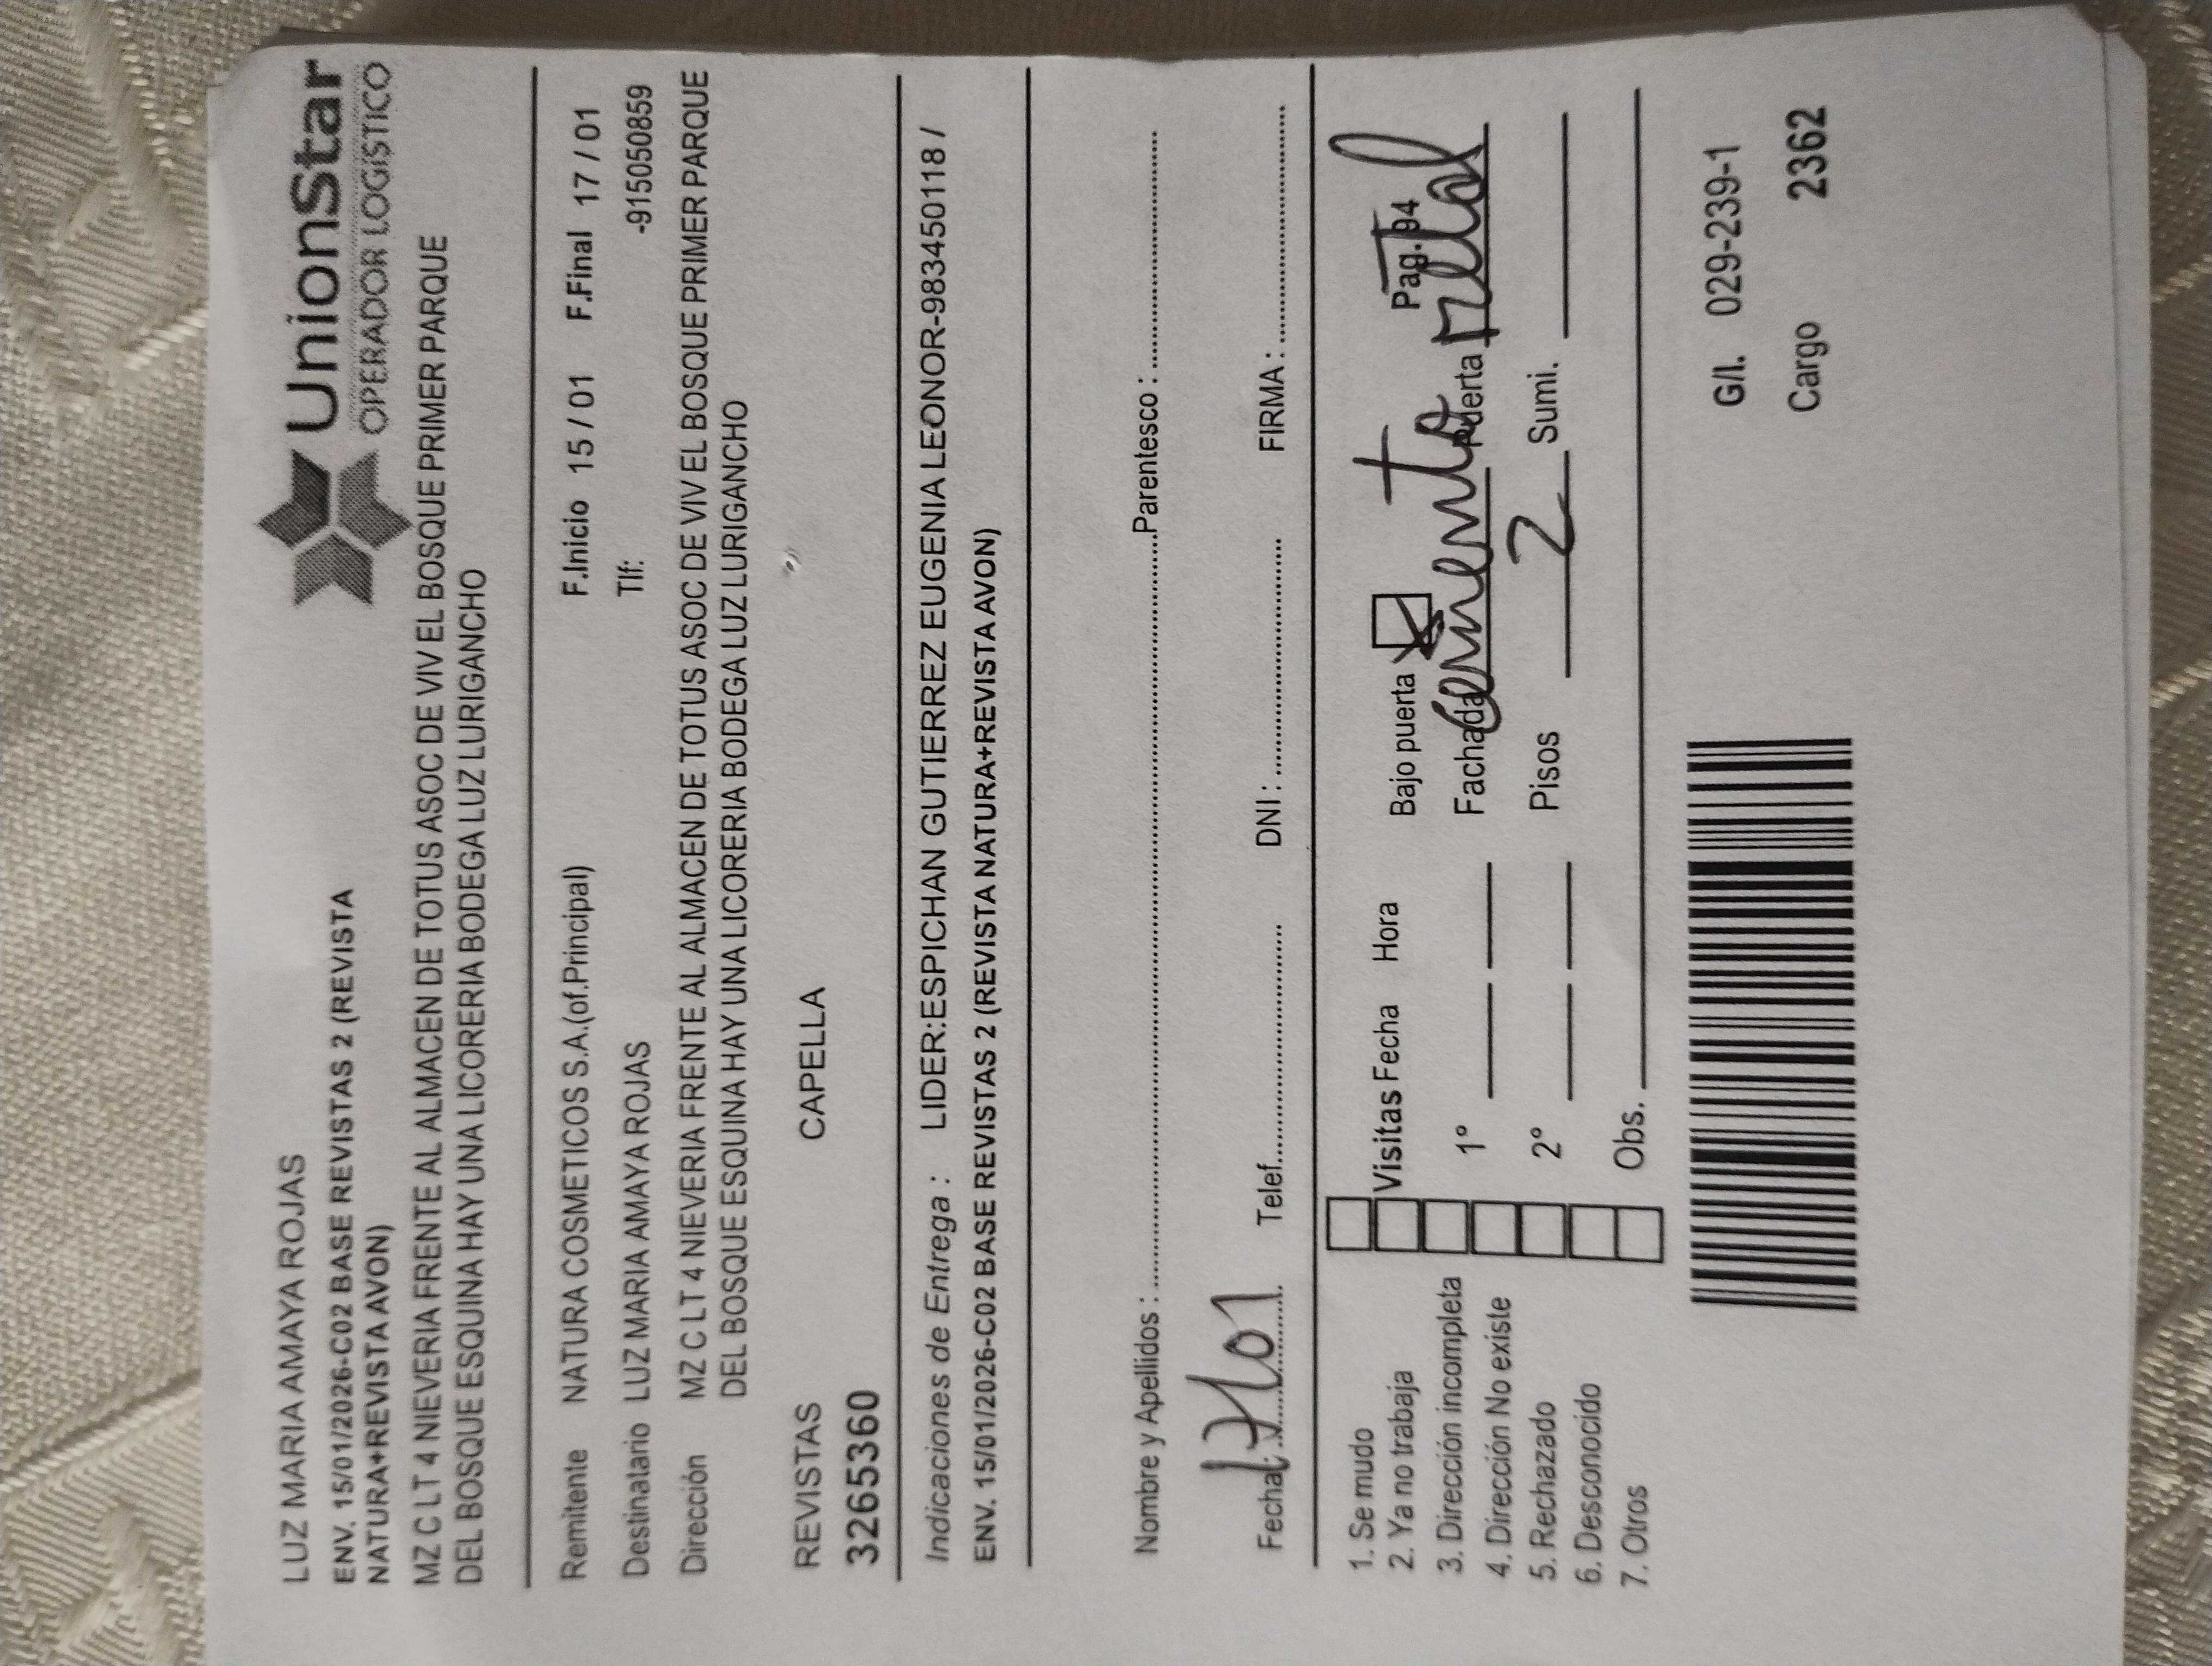 LUZ MARIA AMAYA ROJAS
ENV. 15/01/2026-C02 BASE REVISTAS 2 (REVISTA
NATURA+REVISTA AVON)
UnionStar
OPERADOR LOGÍSTICO
MZ C LT 4 NIEVERIA FRENTE AL ALMACEN DE TOTUS ASOC DE VIV EL BOSQUE PRIMER PARQUE
DEL BOSQUE ESQUINA HAY UNA LICORERIA BODEGA LUZ LURIGANCHO
Remitente NATURA COSMETICOS S.A.(of.Principal) F.Inicio 15 / 01 F.Final 17 / 01
Destinatario LUZ MARIA AMAYA ROJAS Tlf: -915050859
Dirección MZ C LT 4 NIEVERIA FRENTE AL ALMACEN DE TOTUS ASOC DE VIV EL BOSQUE PRIMER PARQUE
DEL BOSQUE ESQUINA HAY UNA LICORERIA BODEGA LUZ LURIGANCHO
REVISTAS CAPELLA
3265360
Indicaciones de Entrega : LIDER:ESPICHAN GUTIERREZ EUGENIA LEONOR-983450118 /
ENV. 15/01/2026-C02 BASE REVISTAS 2 (REVISTA NATURA+REVISTA AVON)
Nombre y Apellidos : Parentesco :
Fecha: 17/01 Telef. DNI : FIRMA :
1. Se mudo Visitas Fecha Hora Bajo puerta Pag. 94
2. Ya no trabaja
3. Dirección incompleta 1° Fachada Cemento Puerta Metal
4. Dirección No existe
5. Rechazado 2° Pisos 2 Sumi.
6. Desconocido
7. Otros Obs.
G/l. 029-239-1
Cargo 2362